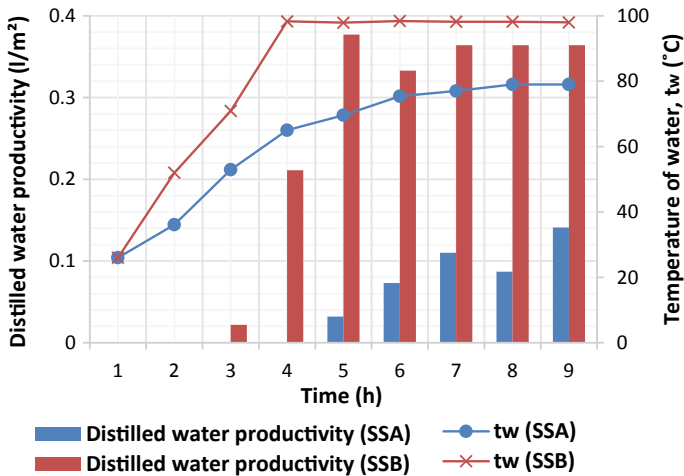 Distilled water productivity (l/m²)
0.4
0.3
0.2
0.1
0
100
80
60
40
20
0
Temperature of water, tw (˚C)
1 2 3 4 5 6 7 8 9
Time (h)
Distilled water productivity (SSA)
tw (SSA)
Distilled water productivity (SSB)
tw (SSB)